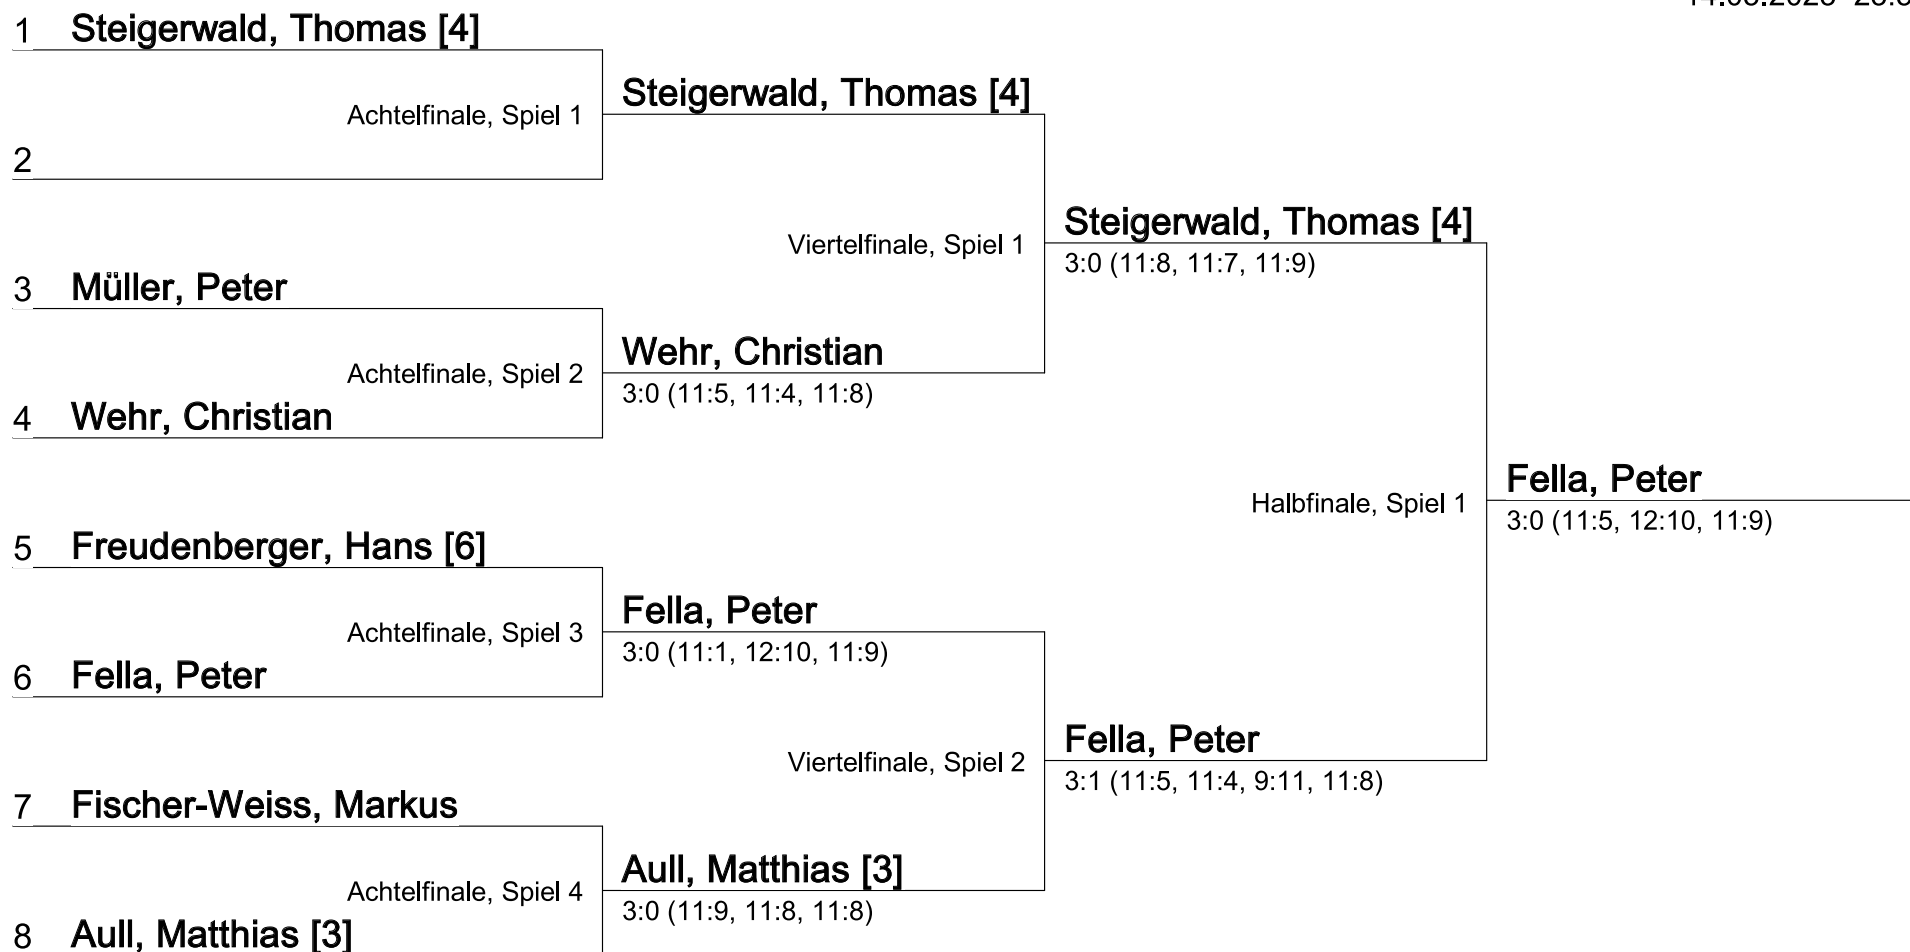 1 Steigerwald, Thomas [4]
Steigerwald, Thomas [4]
Achtelfinale, Spiel 1
2
Steigerwald, Thomas [4]
Viertelfinale, Spiel 1
3:0 (11:8, 11:7, 11:9)
3 Müller, Peter
Wehr, Christian
Achtelfinale, Spiel 2
3:0 (11:5, 11:4, 11:8)
4 Wehr, Christian
Fella, Peter
Halbfinale, Spiel 1
3:0 (11:5, 12:10, 11:9)
5 Freudenberger, Hans [6]
Fella, Peter
Achtelfinale, Spiel 3
3:0 (11:1, 12:10, 11:9)
6 Fella, Peter
Fella, Peter
Viertelfinale, Spiel 2
3:1 (11:5, 11:4, 9:11, 11:8)
7 Fischer-Weiss, Markus
Aull, Matthias [3]
Achtelfinale, Spiel 4
3:0 (11:9, 11:8, 11:8)
8 Aull, Matthias [3]